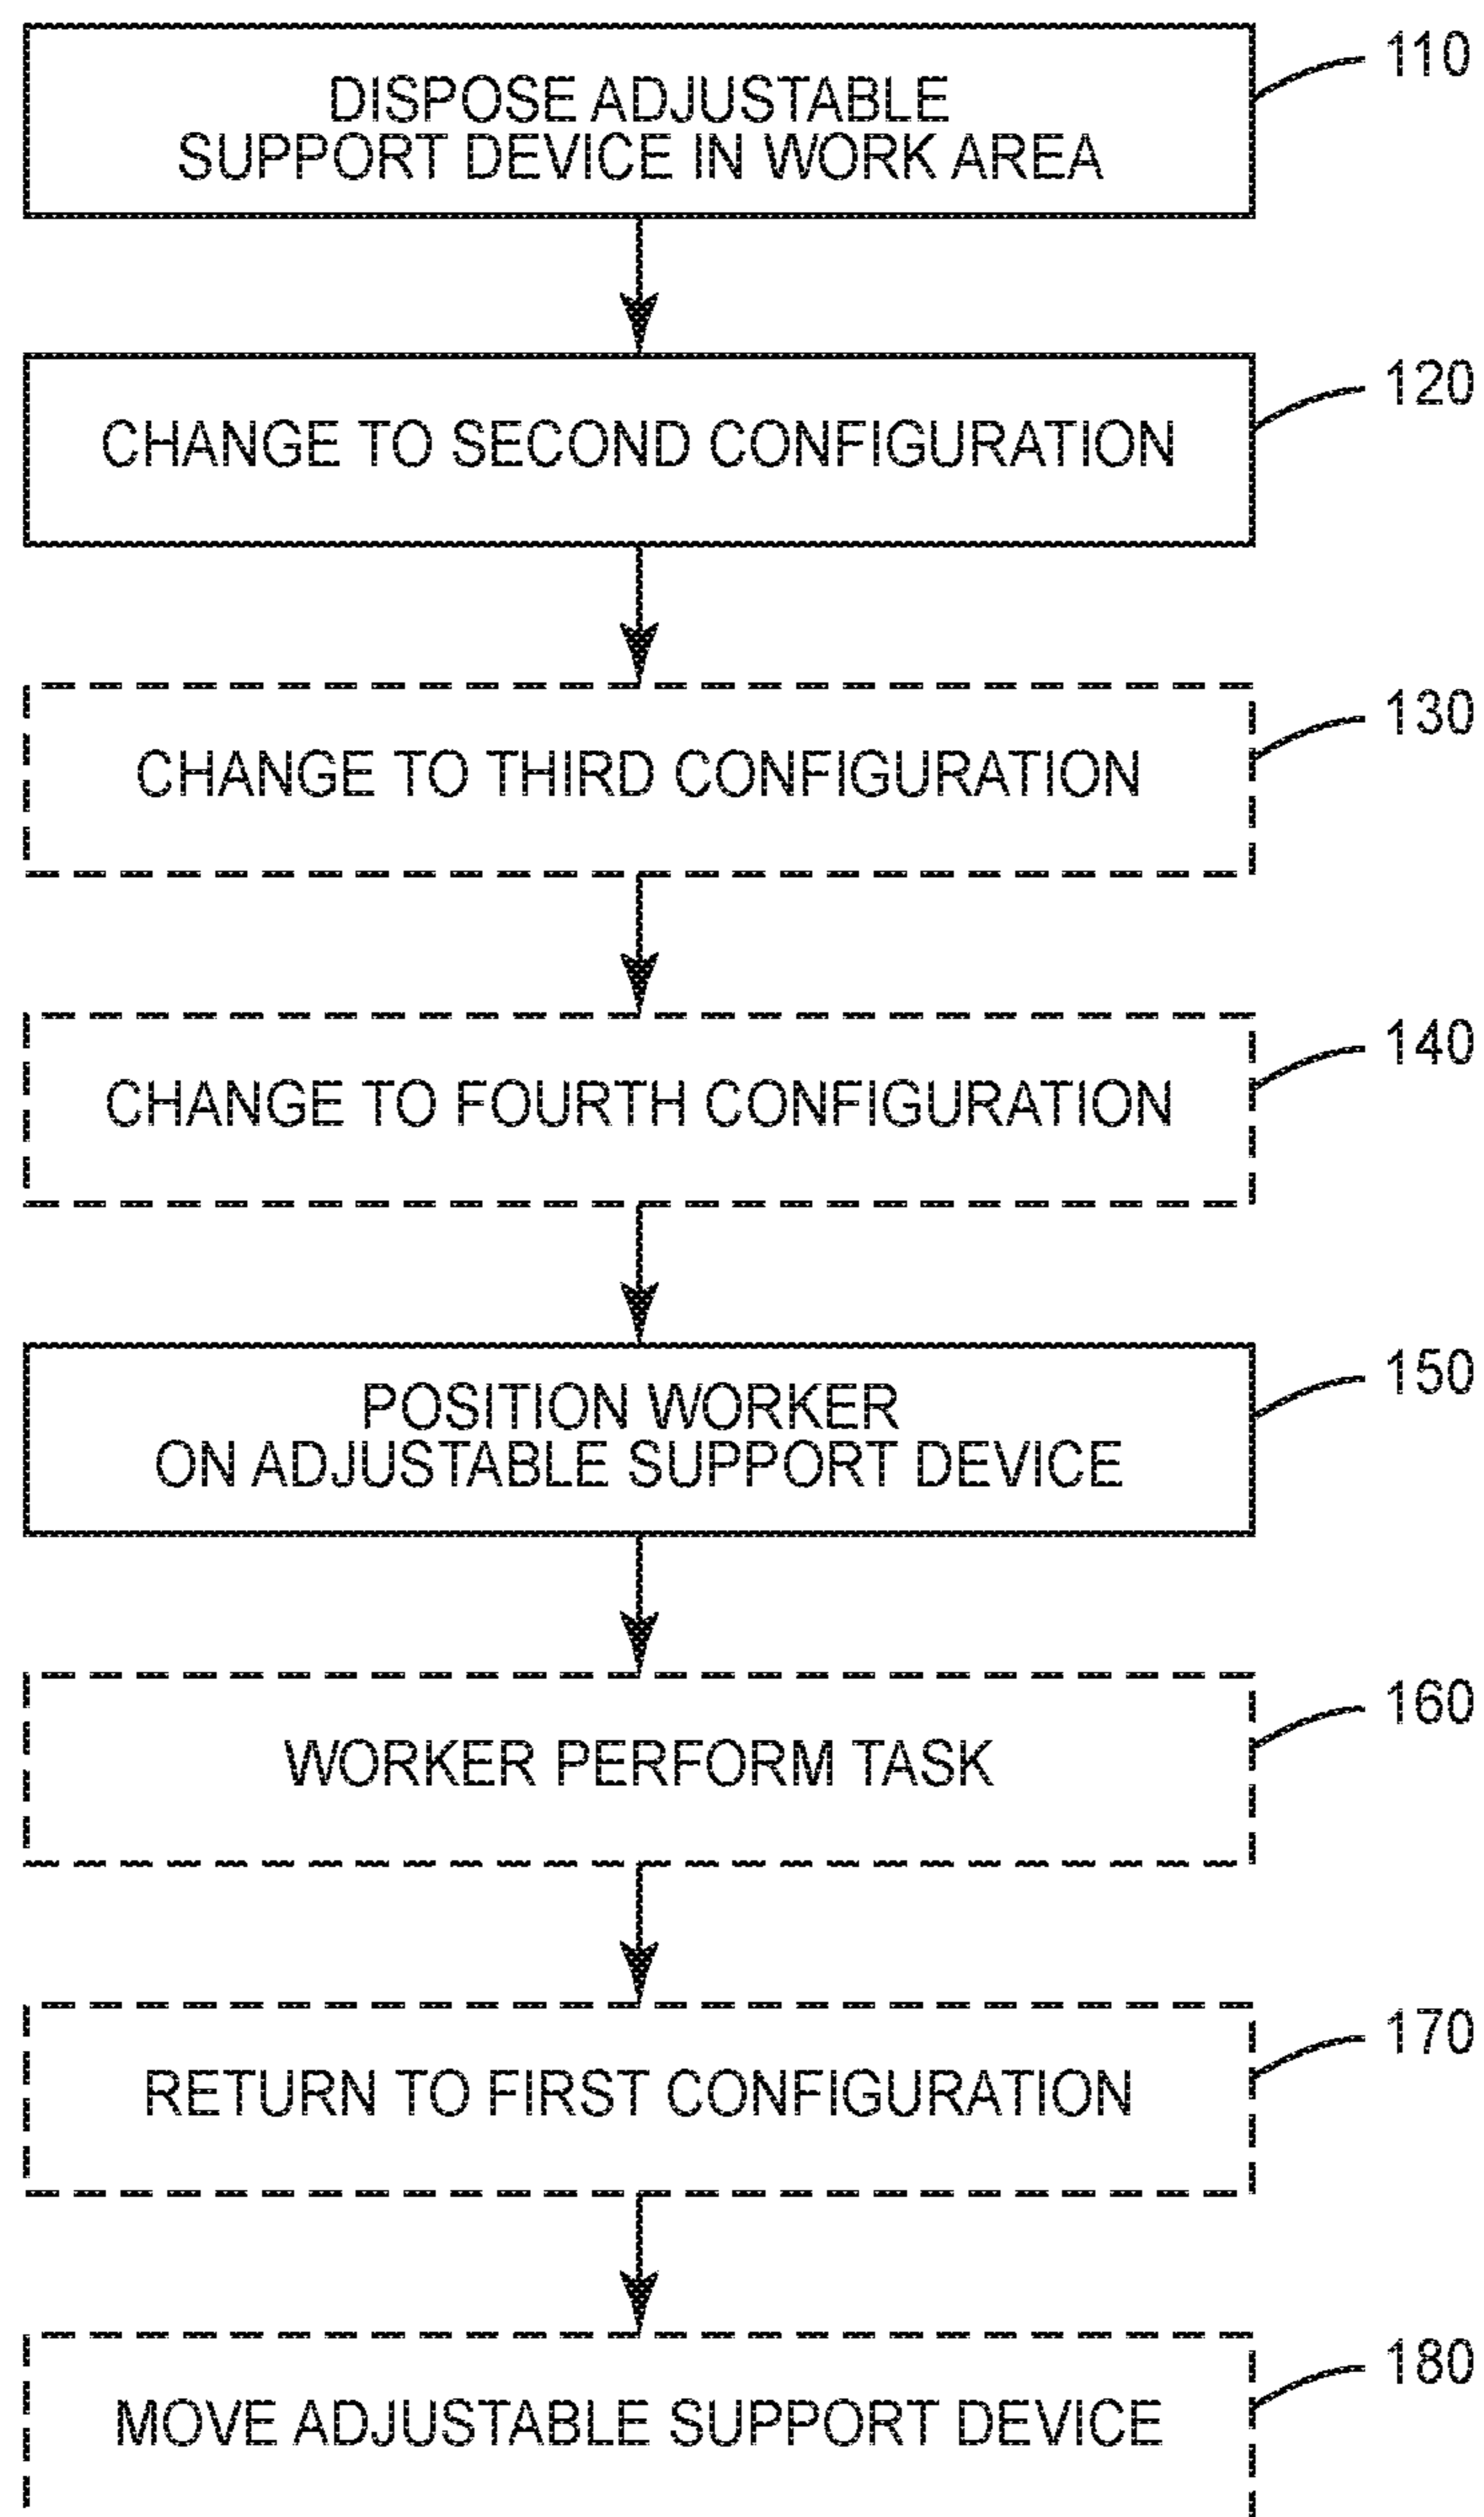 DISPOSE ADJUSTABLE
SUPPORT DEVICE IN WORK AREA
110
CHANGE TO SECOND CONFIGURATION
120
CHANGE TO THIRD CONFIGURATION
130
CHANGE TO FOURTH CONFIGURATION
140
POSITION WORKER
ON ADJUSTABLE SUPPORT DEVICE
150
WORKER PERFORM TASK
160
RETURN TO FIRST CONFIGURATION
170
MOVE ADJUSTABLE SUPPORT DEVICE
180